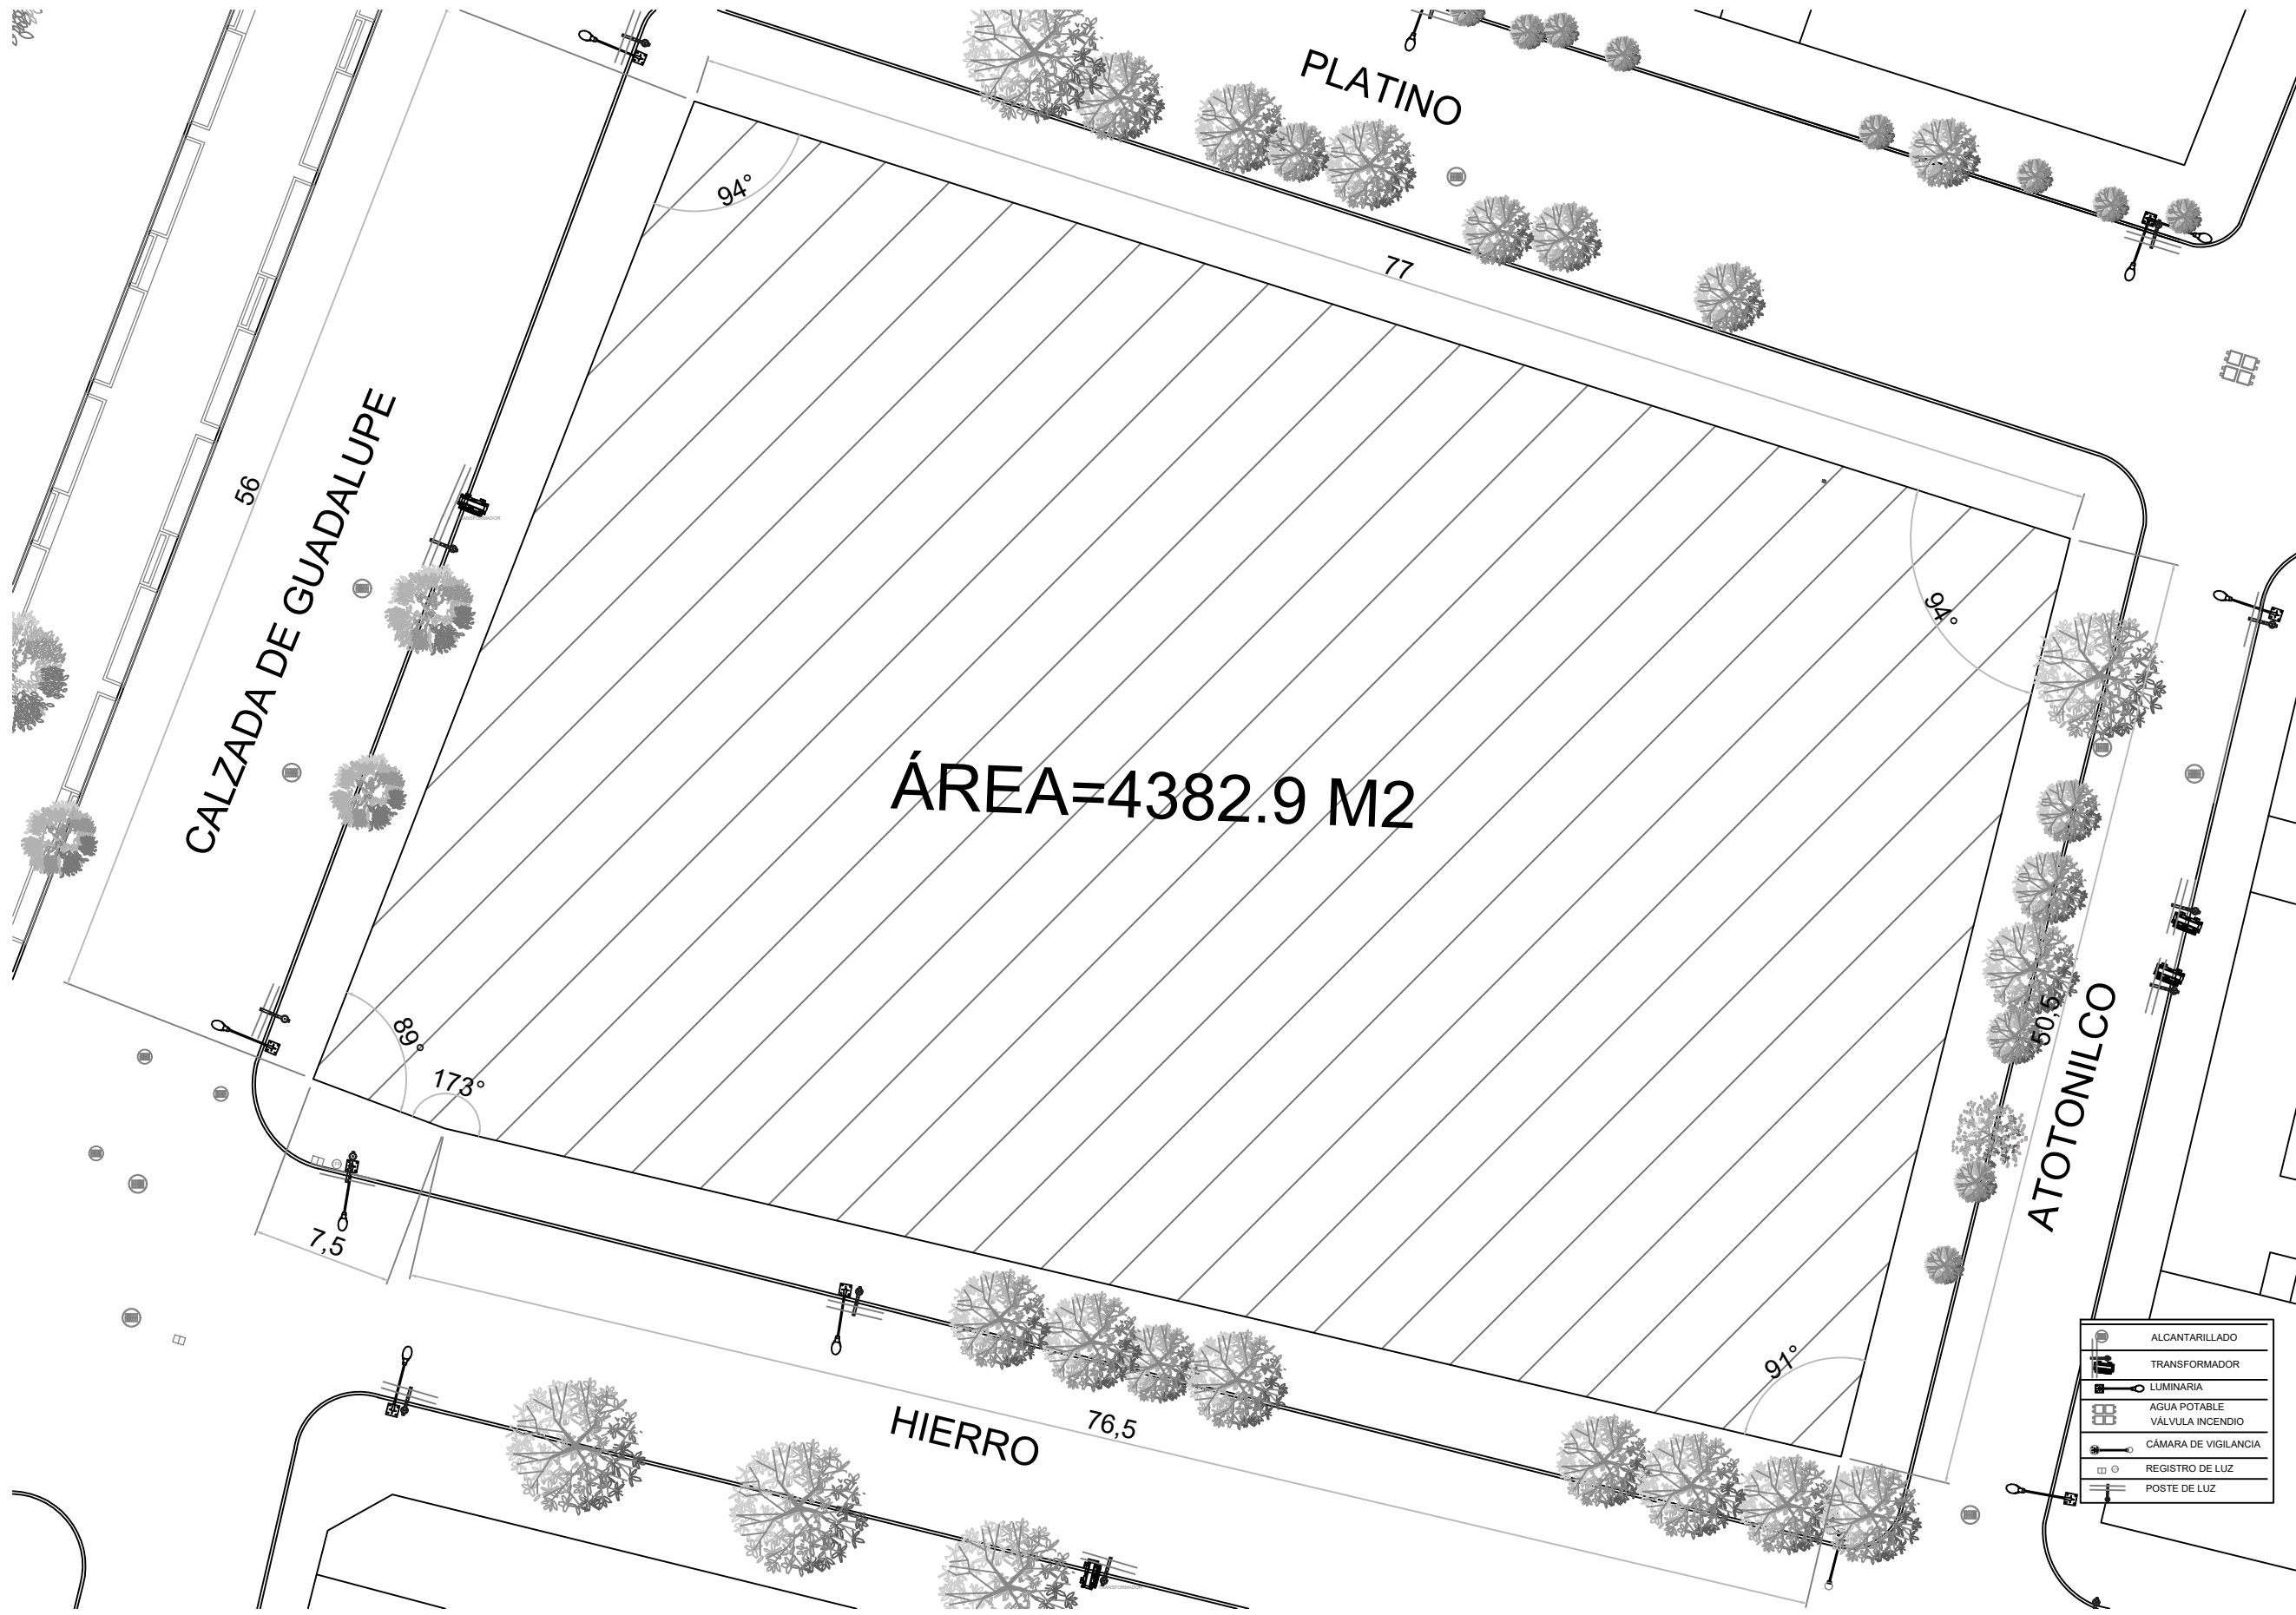 PLATINO
94°
77
CALZADA DE GUADALUPE
56
TRANSFORMADOR
94°
ÁREA=4382.9 M2
89°
173°
50,5
ATOTONILCO
7,5
91°
HIERRO
76,5
TRANSFORMADOR
ALCANTARILLADO
TRANSFORMADOR
LUMINARIA
AGUA POTABLE
VÁLVULA INCENDIO
CÁMARA DE VIGILANCIA
REGISTRO DE LUZ
POSTE DE LUZ